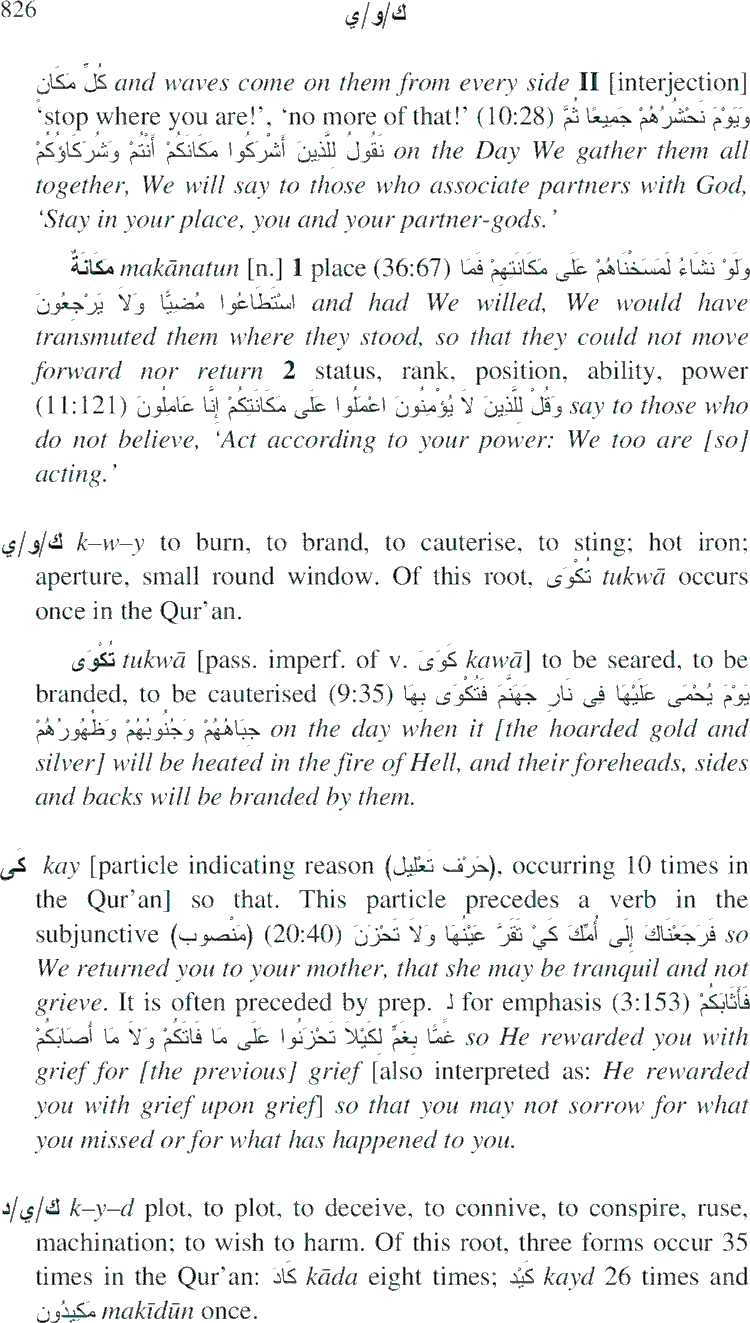 826 ك/و/ي
كُلِّ مَكَانٍ and waves come on them from every side II [interjection]
‘stop where you are!’, ‘no more of that!’ (10:28) وَيَوْمَ نَحْشُرُهُمْ جَمِيعًا ثُمَّ
نَقُولُ لِلَّذِينَ أَشْرَكُوا مَكَانَكُمْ أَنْتُمْ وَشُرَكَاؤُكُمْ on the Day We gather them all
together, We will say to those who associate partners with God,
‘Stay in your place, you and your partner-gods.’
مَكَانَةٌ makānatun [n.] 1 place (36:67) وَلَوْ نَشَاءُ لَمَسَخْنَاهُمْ عَلَى مَكَانَتِهِمْ فَمَا
اسْتَطَاعُوا مُضِيًّا وَلاَ يَرْجِعُونَ and had We willed, We would have
transmuted them where they stood, so that they could not move
forward nor return 2 status, rank, position, ability, power
(11:121) وَقُلْ لِلَّذِينَ لاَ يُؤْمِنُونَ اعْمَلُوا عَلَى مَكَانَتِكُمْ إِنَّا عَامِلُونَ say to those who
do not believe, ‘Act according to your power: We too are [so]
acting.’
ك/و/ي k–w–y to burn, to brand, to cauterise, to sting; hot iron;
aperture, small round window. Of this root, تُكْوَى tukwā occurs
once in the Qur’an.
تُكْوَى tukwā [pass. imperf. of v. كَوَى kawā] to be seared, to be
branded, to be cauterised (9:35) يَوْمَ يُحْمَى عَلَيْهَا فِى نَارِ جَهَنَّمَ فَتُكْوَى بِهَا
جِبَاهُهُمْ وَجُنُوبُهُمْ وَظُهُورُهُمْ on the day when it [the hoarded gold and
silver] will be heated in the fire of Hell, and their foreheads, sides
and backs will be branded by them.
كَى kay [particle indicating reason (حَرْف تَعْلِيل), occurring 10 times in
the Qur’an] so that. This particle precedes a verb in the
subjunctive (مَنْصوب) (20:40) فَرَجَعْنَاكَ إِلَى أُمِّكَ كَيْ تَقَرَّ عَيْنُهَا وَلاَ تَحْزَنَ so
We returned you to your mother, that she may be tranquil and not
grieve. It is often preceded by prep. لـ for emphasis (3:153) فَأَثَابَكُمْ
غَمًّا بِغَمٍّ لِكَيْلاَ تَحْزَنُوا عَلَى مَا فَاتَكُمْ وَلاَ مَا أَصَابَكُمْ so He rewarded you with
grief for [the previous] grief [also interpreted as: He rewarded
you with grief upon grief] so that you may not sorrow for what
you missed or for what has happened to you.
ك/ي/د k–y–d plot, to plot, to deceive, to connive, to conspire, ruse,
machination; to wish to harm. Of this root, three forms occur 35
times in the Qur’an: كَادَ kāda eight times; كَيْد kayd 26 times and
مَكِيدُون makīdūn once.